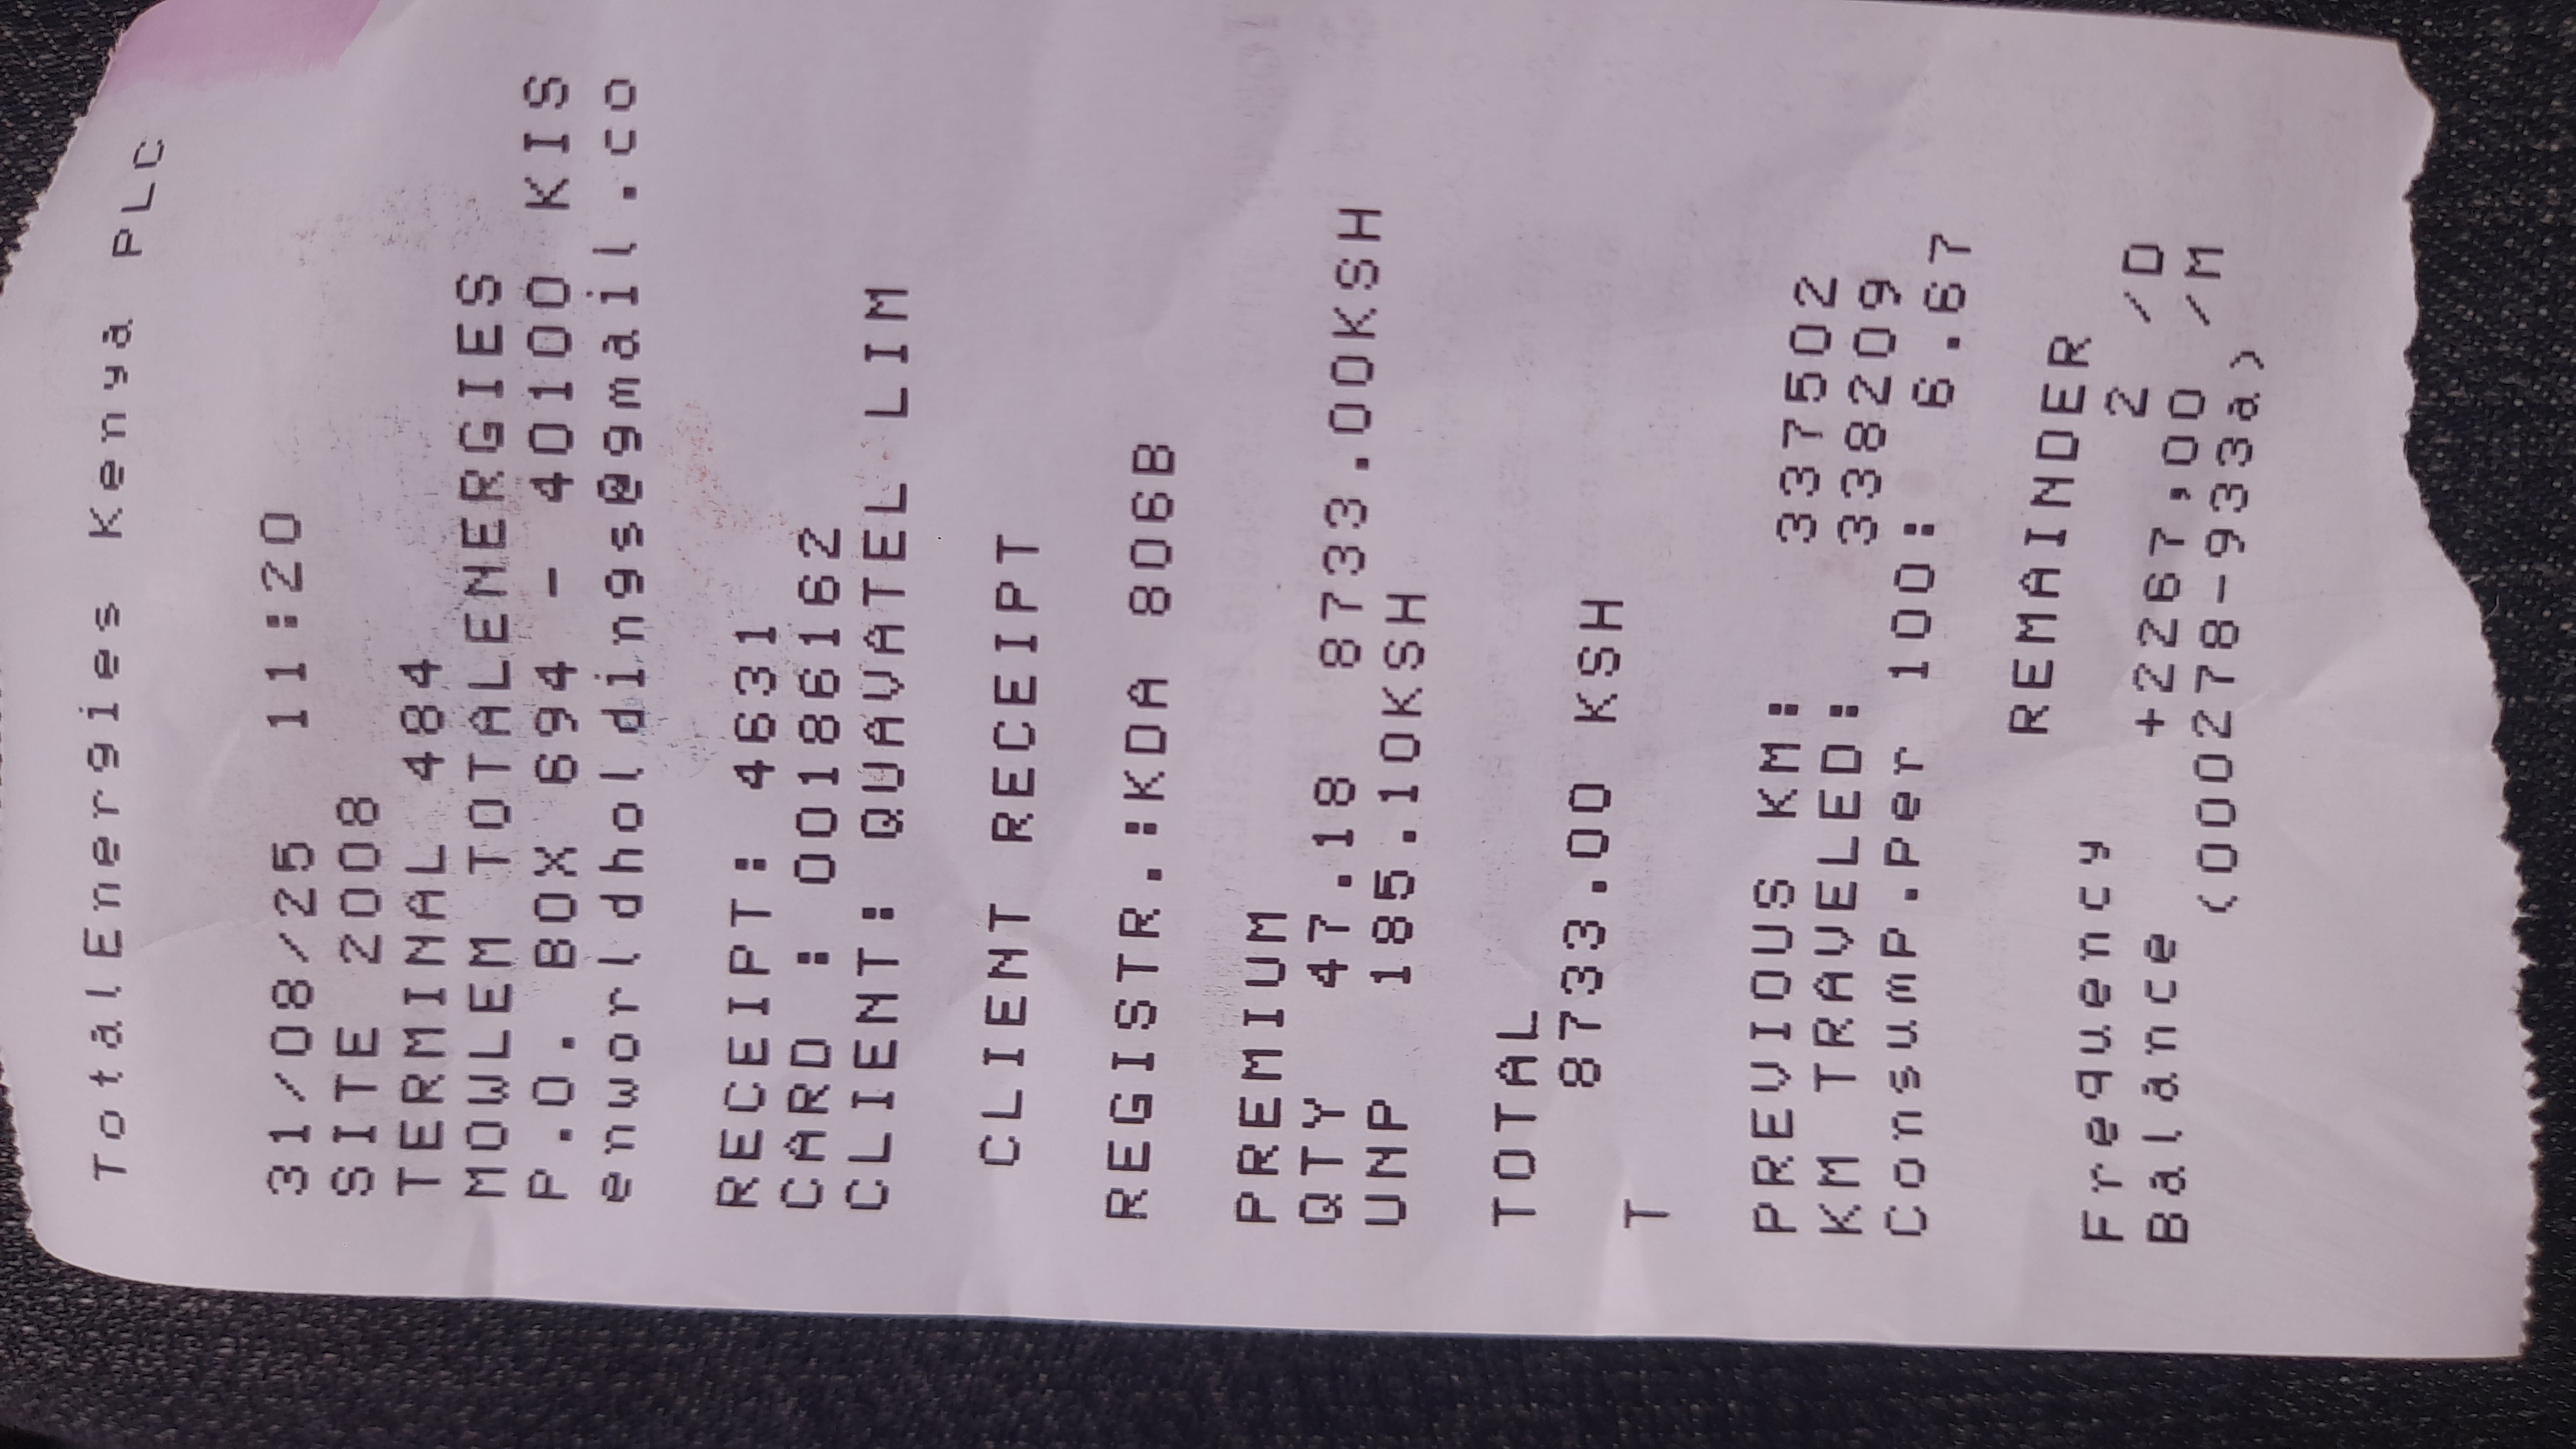 TotalEnergies Kenya PLC
31/08/25 11:20
SITE 2008
TERMINAL 484
MOWLEM TOTALENERGIES
P.O. BOX 694 - 40100 KIS
enworldholdings@gmail.co
RECEIPT: 4631
CARD : 00186162
CLIENT: QUAVATEL LIM
CLIENT RECEIPT
REGISTR.:KDA 806B
PREMIUM
QTY 47.18 8733.00KSH
UNP 185.10KSH
TOTAL
8733.00 KSH
T
PREVIOUS KM: 337502
KM TRAVELED: 338209
Consump.Per 100: 6.67
REMAINDER
Frequency 2 /D
Balance +2267,00 /M
(000278-933a)